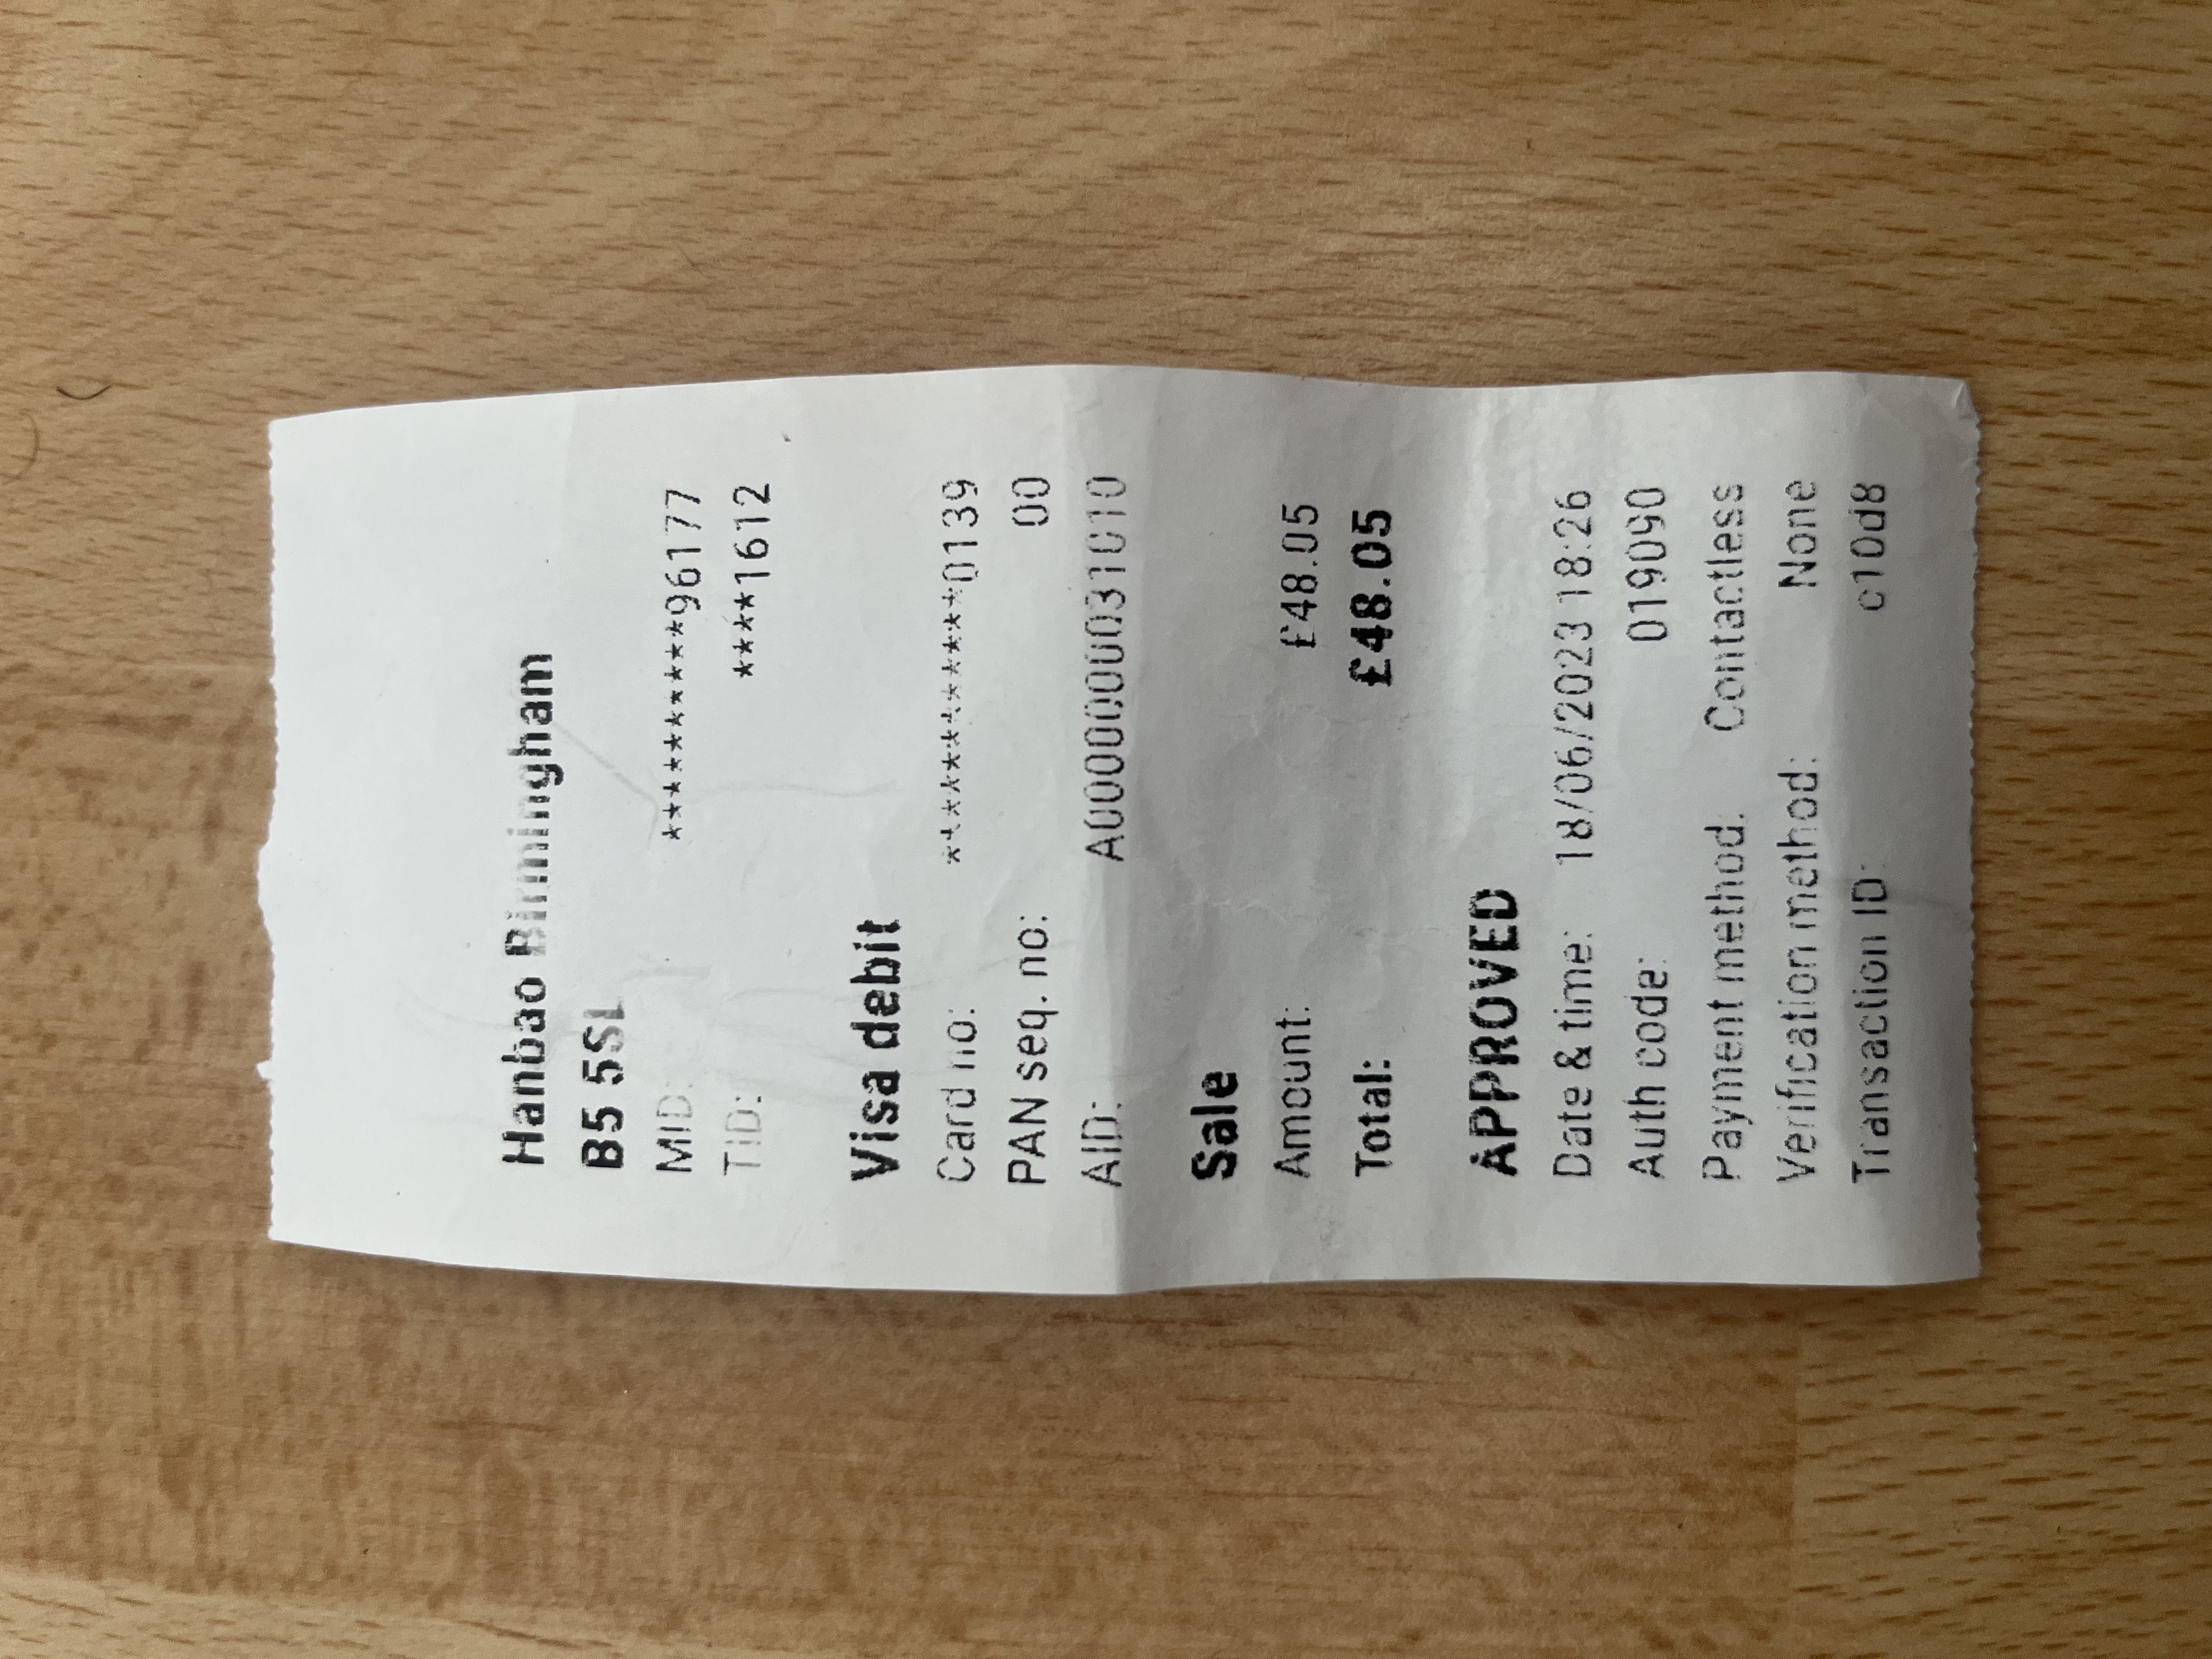 Hanbao Birmingham
B5 5SL
MID: **********96177
TID: ****1612
Visa debit
Card no: ************0139
PAN seq. no: 00
AID: A0000000031010
Sale
Amount: £48.05
Total: £48.05
APPROVED
Date & time: 18/06/2023 18:26
Auth code: 019090
Payment method: Contactless
Verification method: None
Transaction ID: c10d8